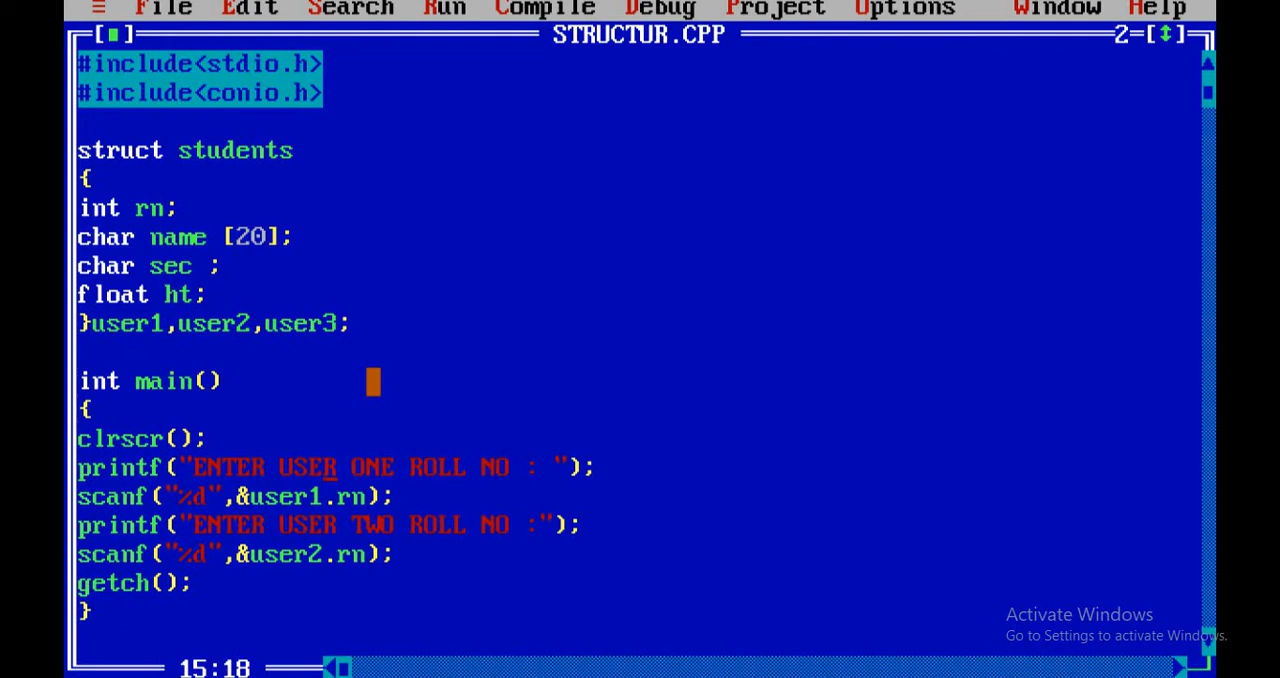 ≡ File Edit Search Run Compile Debug Project Options Window Help
[■] STRUCTUR.CPP 2=[↕]
#include<stdio.h>
#include<conio.h>
struct students
{
int rn;
char name [20];
char sec ;
float ht;
}user1,user2,user3;
int main()
{
clrscr();
printf("ENTER USER ONE ROLL NO : ");
scanf("%d",&user1.rn);
printf("ENTER USER TWO ROLL NO :");
scanf("%d",&user2.rn);
getch();
}
Activate Windows
Go to Settings to activate Windows.
15:18